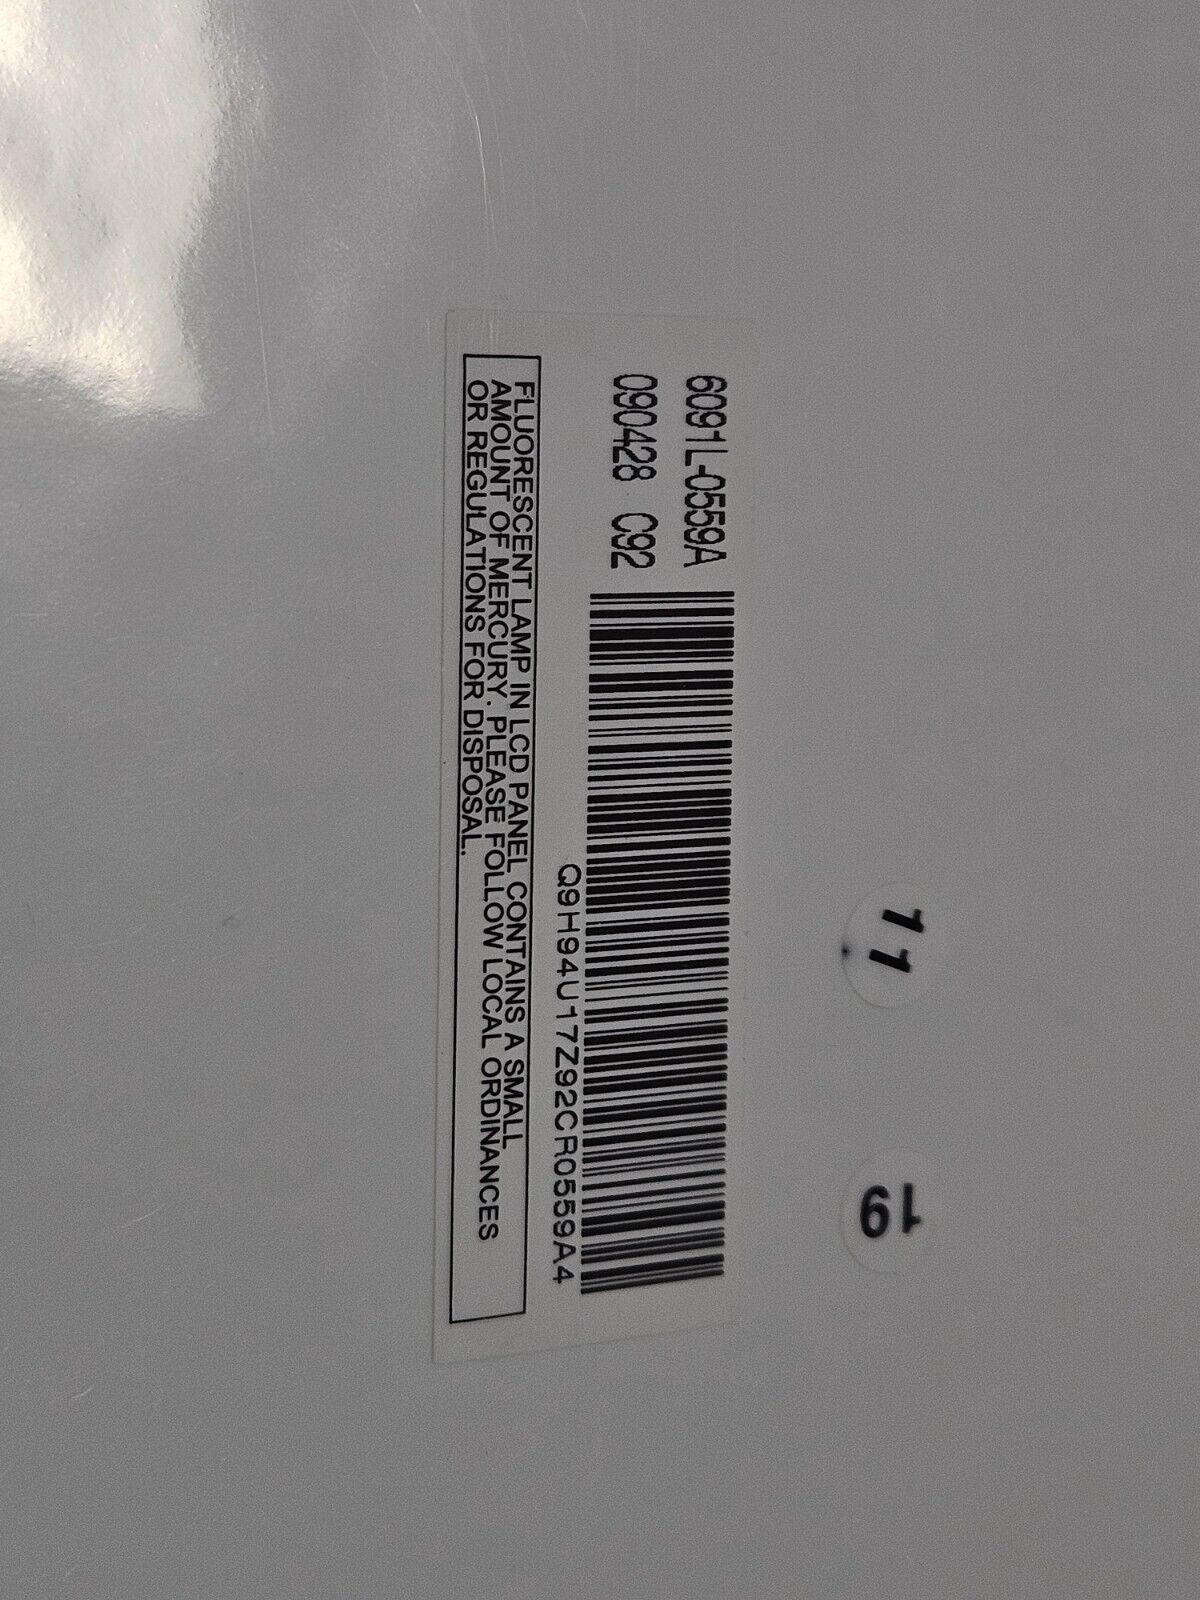 6091L-0559A
090428 C92
Q9H94U17Z92CR0559A4
FLUORESCENT LAMP IN LCD PANEL CONTAINS A SMALL
AMOUNT OF MERCURY. PLEASE FOLLOW LOCAL ORDINANCES
OR REGULATIONS FOR DISPOSAL.
11
19